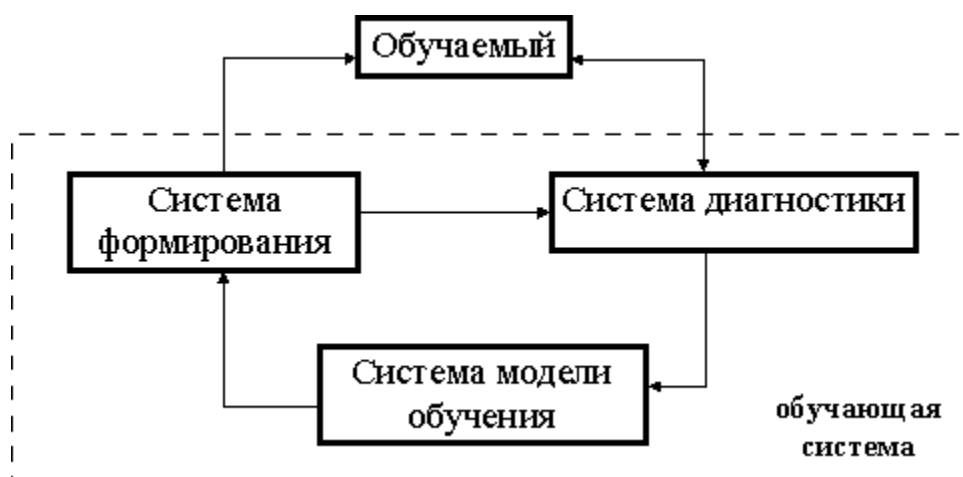 Обучаемый
Система
формирования
Система диагностики
Система модели
обучения
обучающая
система